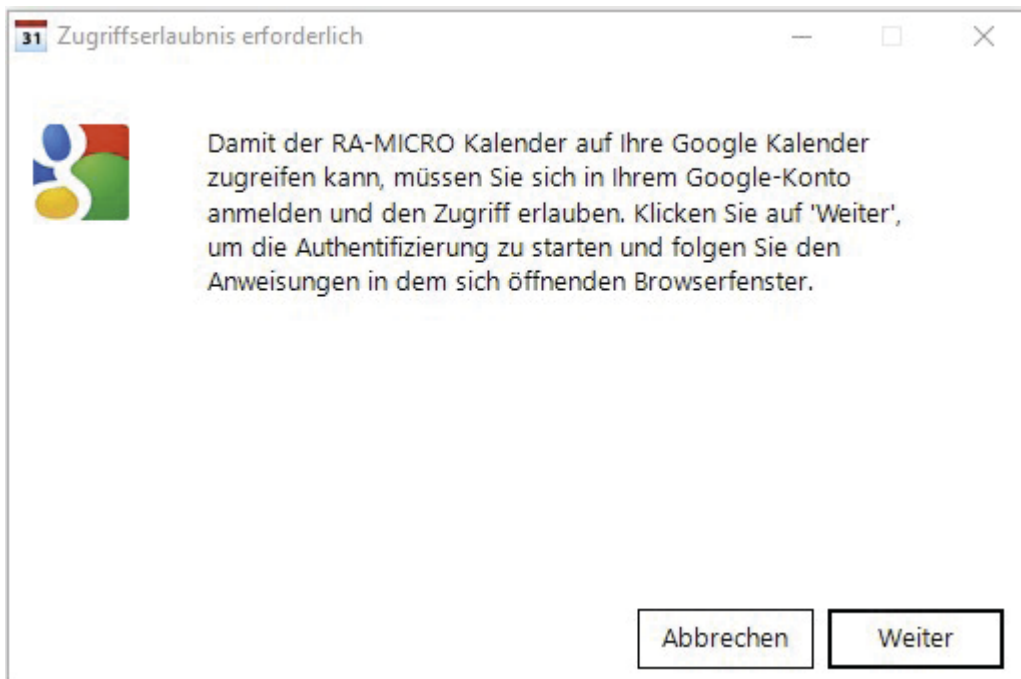 31 Zugriffserlaubnis erforderlich
Damit der RA-MICRO Kalender auf Ihre Google Kalender
zugreifen kann, müssen Sie sich in Ihrem Google-Konto
anmelden und den Zugriff erlauben. Klicken Sie auf 'Weiter',
um die Authentifizierung zu starten und folgen Sie den
Anweisungen in dem sich öffnenden Browserfenster.
Abbrechen Weiter